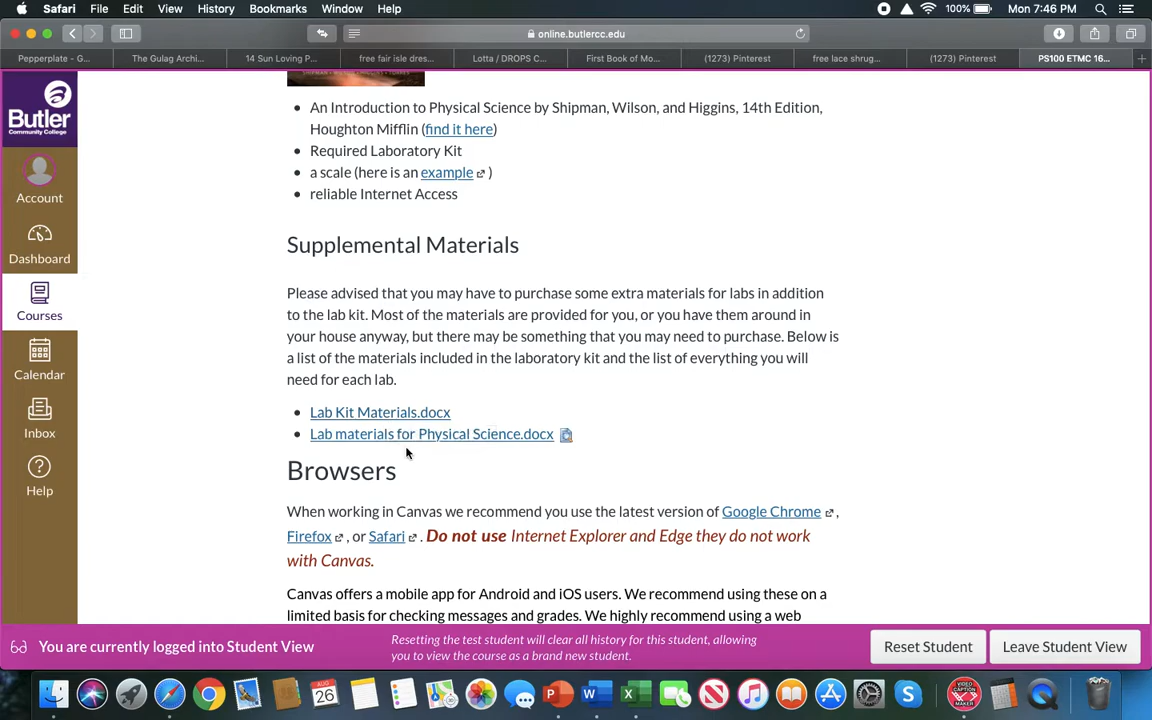 Safari File Edit View History Bookmarks Window Help 100% Mon 7:46 PM
online.butlercc.edu
Pepperplate - G... The Gulag Archi... 14 Sun Loving P... free fair isle dres... Lotta / DROPS C... First Book of Mo... (1273) Pinterest free lace shrug... (1273) Pinterest PS100 ETMC 16...
Butler
Community College
Account
Dashboard
Courses
Calendar
Inbox
Help
• An Introduction to Physical Science by Shipman, Wilson, and Higgins, 14th Edition,
Houghton Mifflin (find it here)
• Required Laboratory Kit
• a scale (here is an example )
• reliable Internet Access
Supplemental Materials
Please advised that you may have to purchase some extra materials for labs in addition
to the lab kit. Most of the materials are provided for you, or you have them around in
your house anyway, but there may be something that you may need to purchase. Below is
a list of the materials included in the laboratory kit and the list of everything you will
need for each lab.
• Lab Kit Materials.docx
• Lab materials for Physical Science.docx
Browsers
When working in Canvas we recommend you use the latest version of Google Chrome ,
Firefox , or Safari . Do not use Internet Explorer and Edge they do not work
with Canvas.
Canvas offers a mobile app for Android and iOS users. We recommend using these on a
limited basis for checking messages and grades. We highly recommend using a web
You are currently logged into Student View
Resetting the test student will clear all history for this student, allowing
you to view the course as a brand new student.
Reset Student
Leave Student View
AUG
26